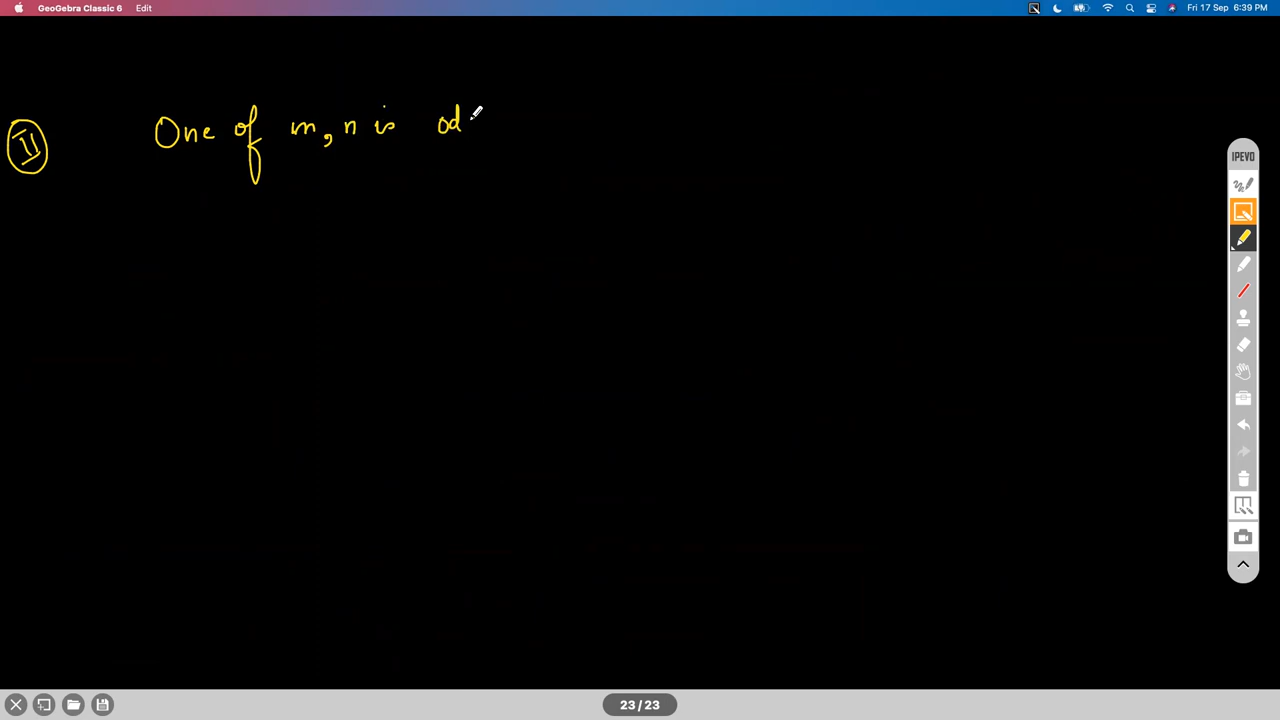 GeoGebra Classic 6 Edit Fri 17 Sep 6:39 PM
II One of m, n is od
IPEVO
23/23